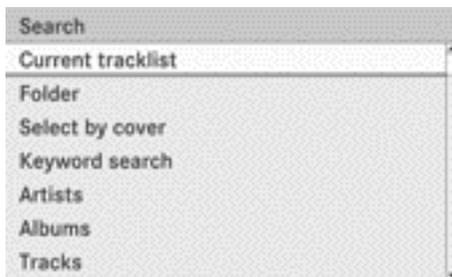 Search
Current tracklist
Folder
Select by cover
Keyword search
Artists
Albums
Tracks